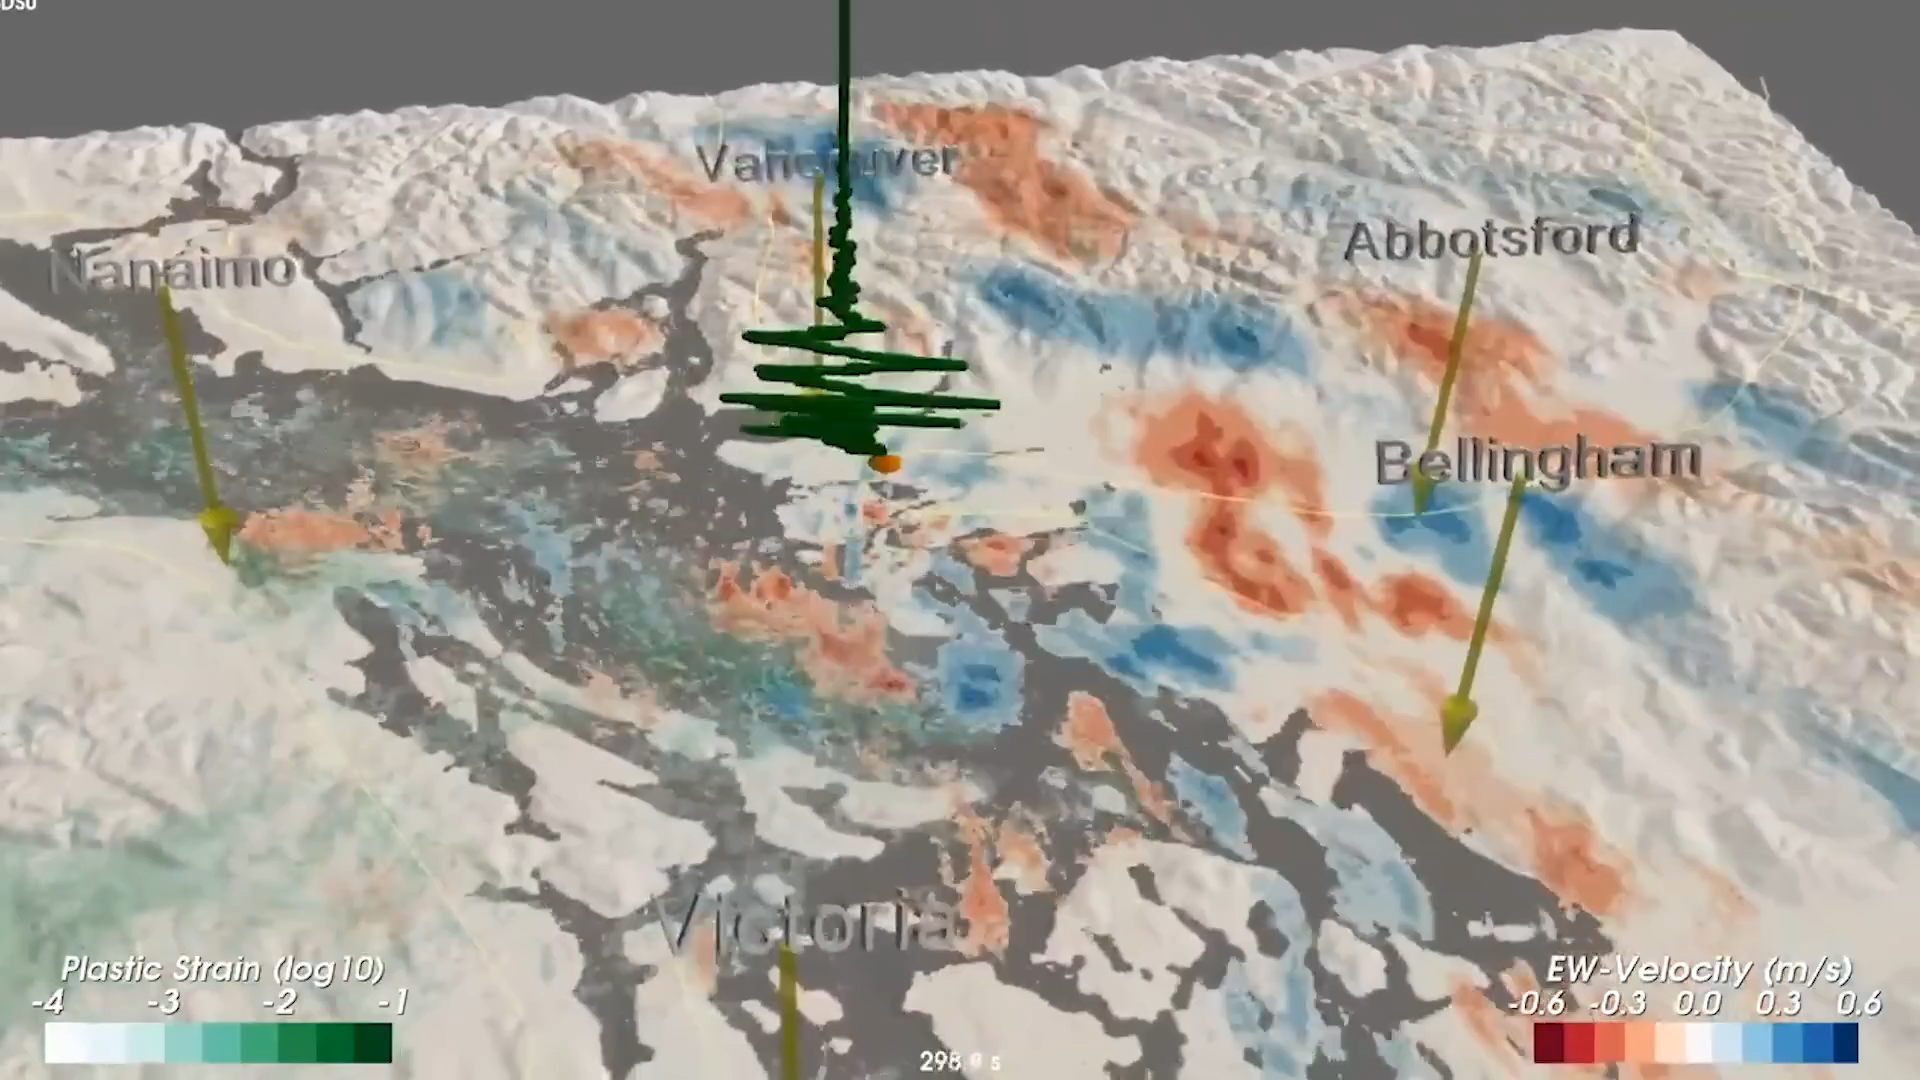 Vancouver
Abbotsford
Nanaimo
Bellingham
Victoria
Plastic Strain (log10)
-4 -3 -2 -1
EW-Velocity (m/s)
-0.6 -0.3 0.0 0.3 0.6